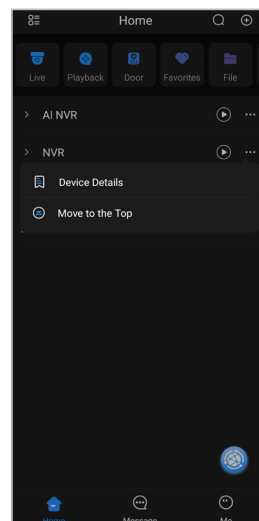 Home
Live Playback Door Favorites File
AI NVR
NVR
Device Details
Move to the Top
Home Message Me